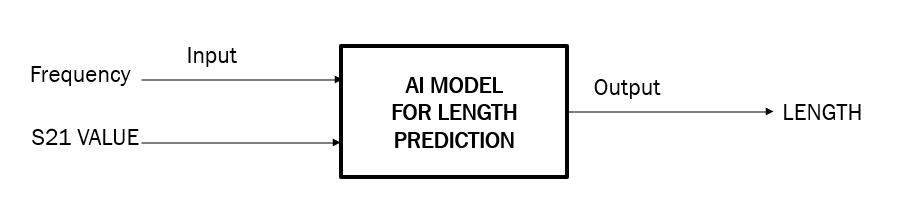 Input
Frequency
S21 VALUE
AI MODEL
FOR LENGTH
PREDICTION
Output
LENGTH